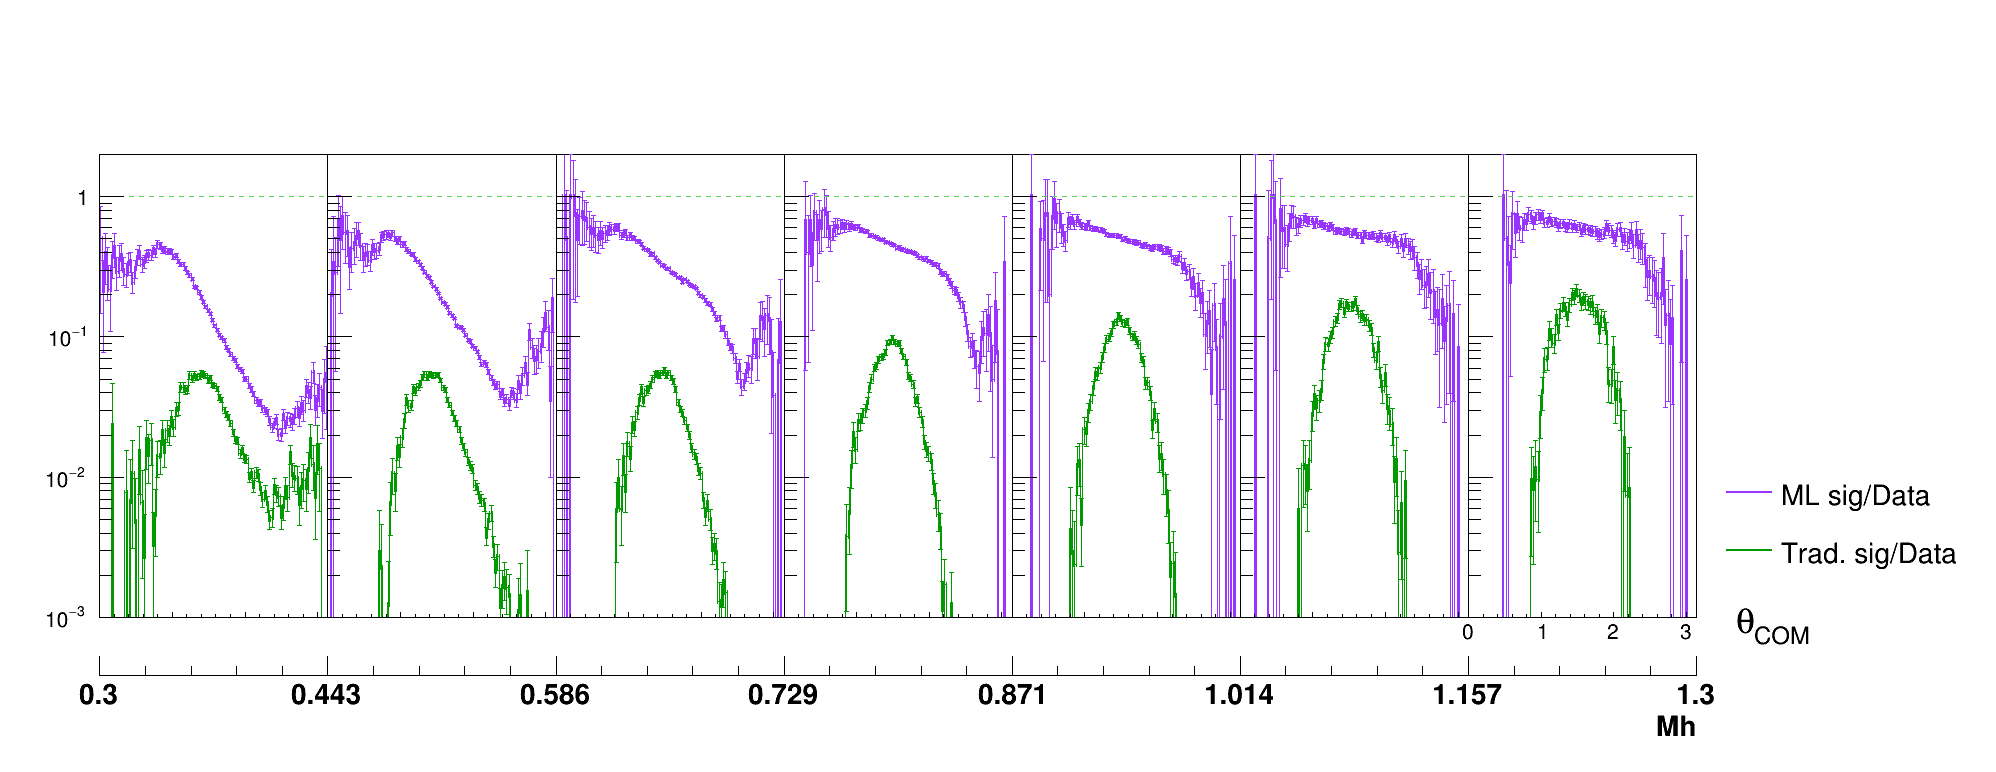 1
10⁻¹
10⁻²
10⁻³
ML sig/Data
Trad. sig/Data
0 1 2 3
θCOM
0.3 0.443 0.586 0.729 0.871 1.014 1.157 1.3
Mh